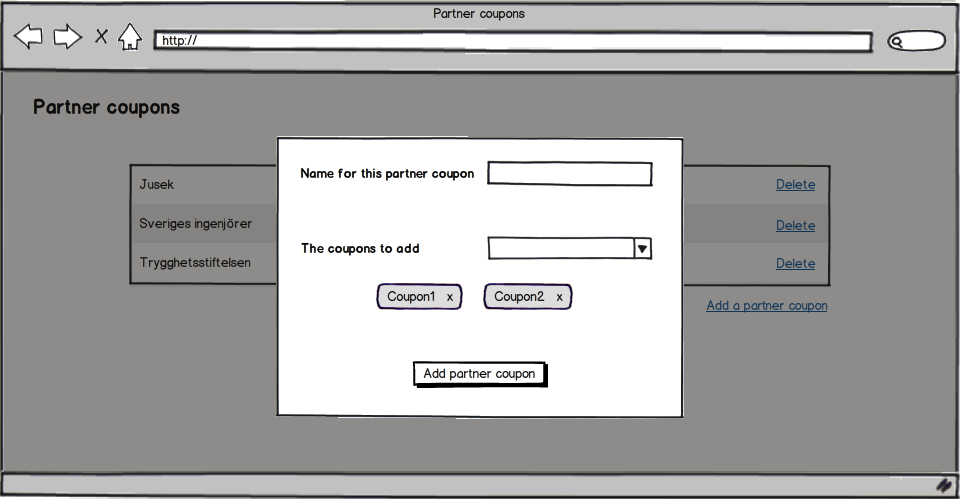 Partner coupons
X
http://
Partner coupons
Jusek Delete
Sveriges ingenjörer Delete
Trygghetsstiftelsen Delete
Add a partner coupon
Name for this partner coupon
The coupons to add
Coupon1 x Coupon2 x
Add partner coupon